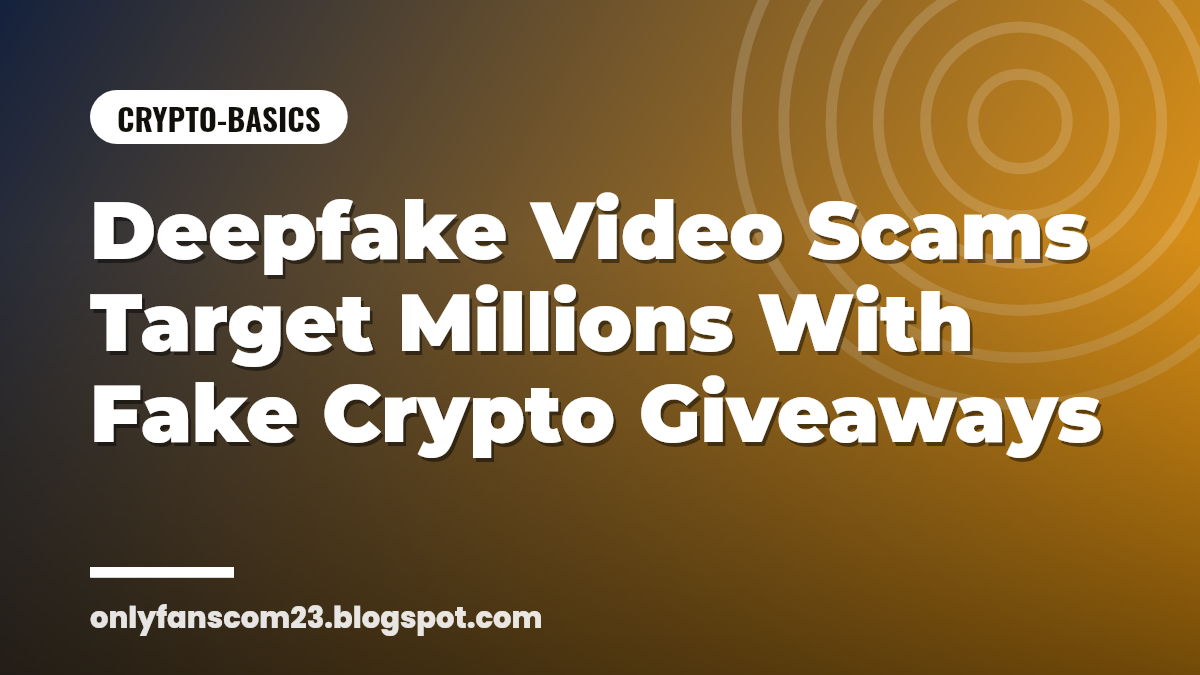 CRYPTO-BASICS
Deepfake Video Scams
Target Millions With
Fake Crypto Giveaways
onlyfanscom23.blogspot.com